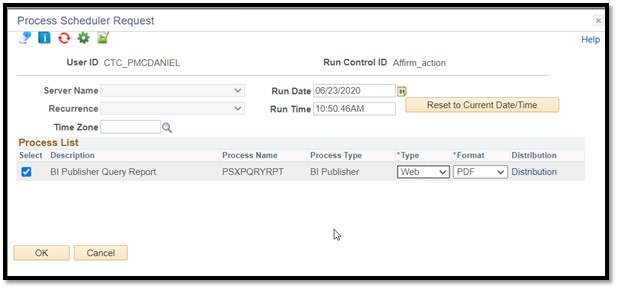 Process Scheduler Request
Help
User ID CTC_PMCDANIEL Run Control ID Affirm_action
Server Name Run Date 06/23/2020
Recurrence Run Time 10:50:46AM Reset to Current Date/Time
Time Zone
Process List
Select Description Process Name Process Type *Type *Format Distribution
BI Publisher Query Report PSXPQRYRPT BI Publisher Web PDF Distribution
OK Cancel